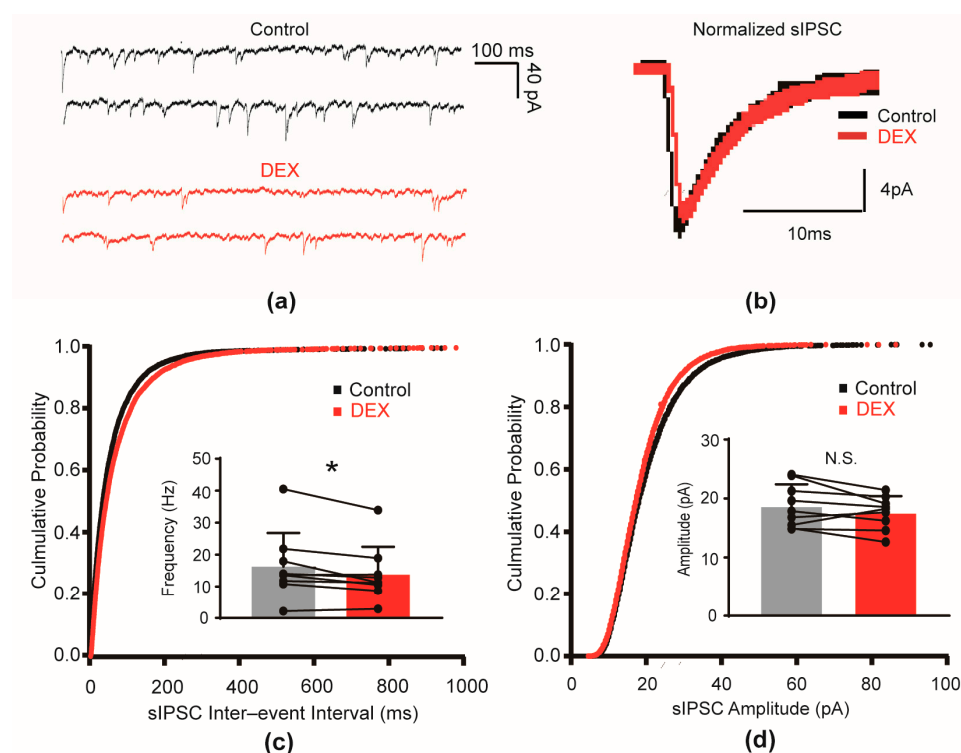 Control
100 ms
40 pA
DEX
(a)
Normalized sIPSC
Control
DEX
4pA
10ms
(b)
Culmulative Probability
1.0
0.8
0.6
0.4
0.2
0.0
Control
DEX
Frequency (Hz)
50
40
30
20
10
0
*
0 200 400 600 800 1000
sIPSC Inter–event Interval (ms)
(c)
Culmulative Probability
1.0
0.8
0.6
0.4
0.2
0.0
Control
DEX
Amplitude (pA)
30
20
10
0
N.S.
0 20 40 60 80 100
sIPSC Amplitude (pA)
(d)